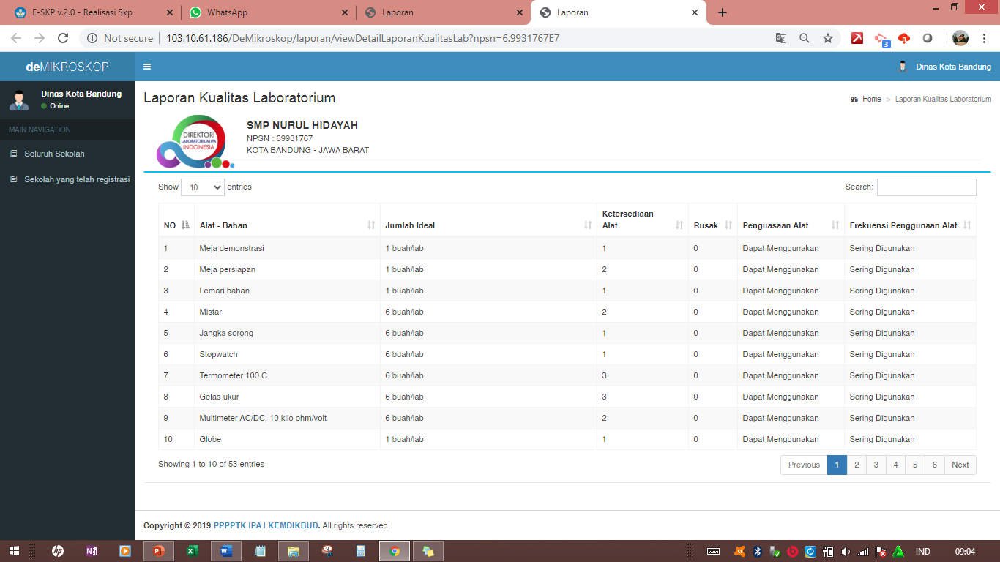 E-SKP v.2.0 - Realisasi Skp
WhatsApp
Laporan
Laporan
Not secure 103.10.61.186/DeMikroskop/laporan/viewDetailLaporanKualitasLab?npsn=6.9931767E7
3
deMIKROSKOP
Dinas Kota Bandung
Dinas Kota Bandung
Online
MAIN NAVIGATION
Seluruh Sekolah
Sekolah yang telah registrasi
Laporan Kualitas Laboratorium
Home > Laporan Kualitas Laboratorium
DIREKTORI
LABORATORIUM IPA
INDONESIA
SMP NURUL HIDAYAH
NPSN : 69931767
KOTA BANDUNG - JAWA BARAT
Show 10 entries
Search:
NO Alat - Bahan Jumlah Ideal Ketersediaan Alat Rusak Penguasaan Alat Frekuensi Penggunaan Alat
1 Meja demonstrasi 1 buah/lab 1 0 Dapat Menggunakan Sering Digunakan
2 Meja persiapan 1 buah/lab 2 0 Dapat Menggunakan Sering Digunakan
3 Lemari bahan 1 buah/lab 1 0 Dapat Menggunakan Sering Digunakan
4 Mistar 6 buah/lab 2 0 Dapat Menggunakan Sering Digunakan
5 Jangka sorong 6 buah/lab 1 0 Dapat Menggunakan Sering Digunakan
6 Stopwatch 6 buah/lab 1 0 Dapat Menggunakan Sering Digunakan
7 Termometer 100 C 6 buah/lab 3 0 Dapat Menggunakan Sering Digunakan
8 Gelas ukur 6 buah/lab 3 0 Dapat Menggunakan Sering Digunakan
9 Multimeter AC/DC, 10 kilo ohm/volt 6 buah/lab 2 0 Dapat Menggunakan Sering Digunakan
10 Globe 1 buah/lab 1 0 Dapat Menggunakan Sering Digunakan
Showing 1 to 10 of 53 entries
Previous 1 2 3 4 5 6 Next
Copyright © 2019 PPPPTK IPA | KEMDIKBUD. All rights reserved.
IND 09:04